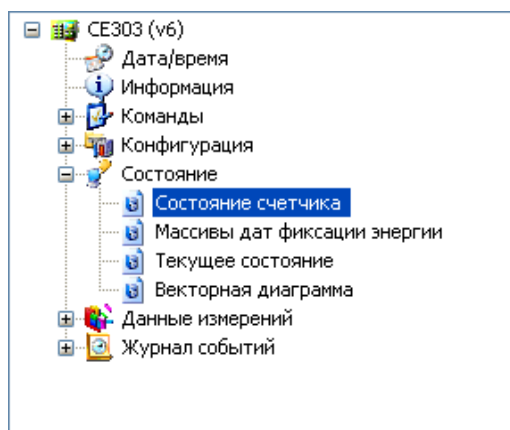 CE303 (v6)
Дата/время
Информация
Команды
Конфигурация
Состояние
Состояние счетчика
Массивы дат фиксации энергии
Текущее состояние
Векторная диаграмма
Данные измерений
Журнал событий